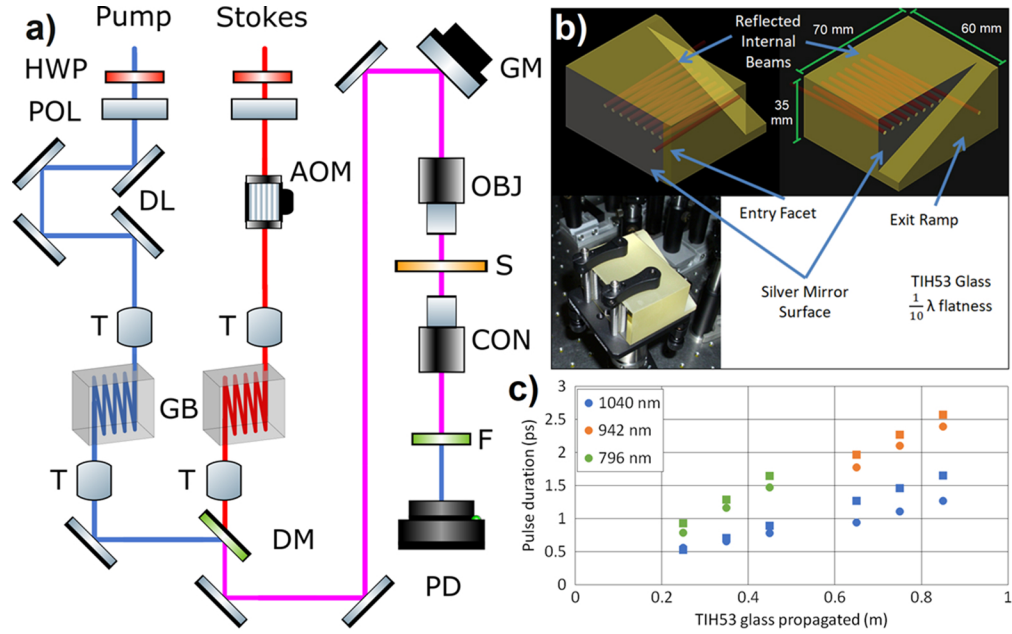 a)
Pump
Stokes
HWP
POL
DL
AOM
T
T
GB
T
T
DM
GM
OBJ
S
CON
F
PD
b)
Reflected
Internal
Beams
70 mm
60 mm
35
mm
Entry Facet
Exit Ramp
Silver Mirror
Surface
TIH53 Glass
1/10 λ flatness
c)
Pulse duration (ps)
3
2.5
2
1.5
1
0.5
0
1040 nm
942 nm
796 nm
0
0.2
0.4
0.6
0.8
1
TIH53 glass propagated (m)